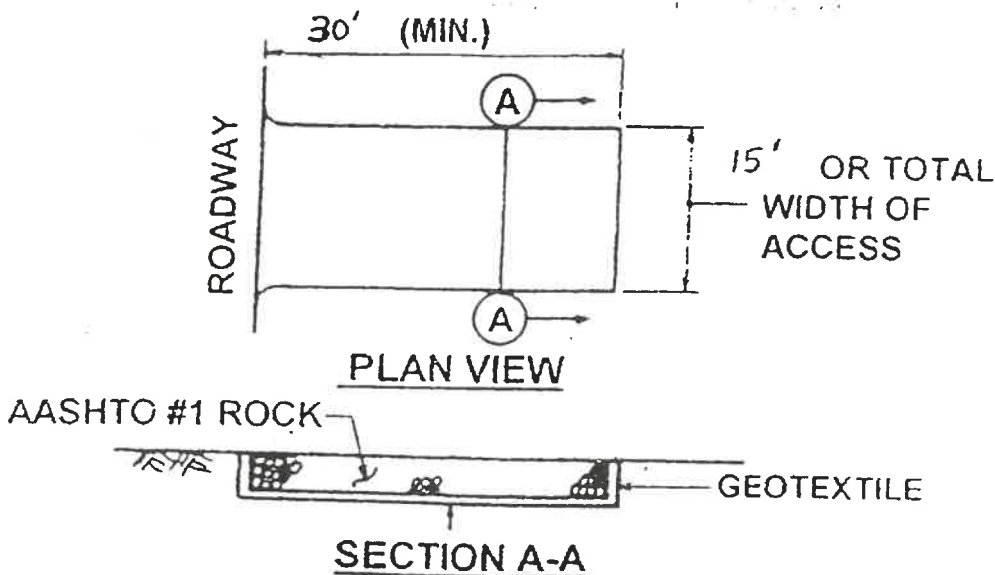 30' (MIN.)
A
ROADWAY
15' OR TOTAL
WIDTH OF
ACCESS
A
PLAN VIEW
AASHTO #1 ROCK
GEOTEXTILE
SECTION A-A